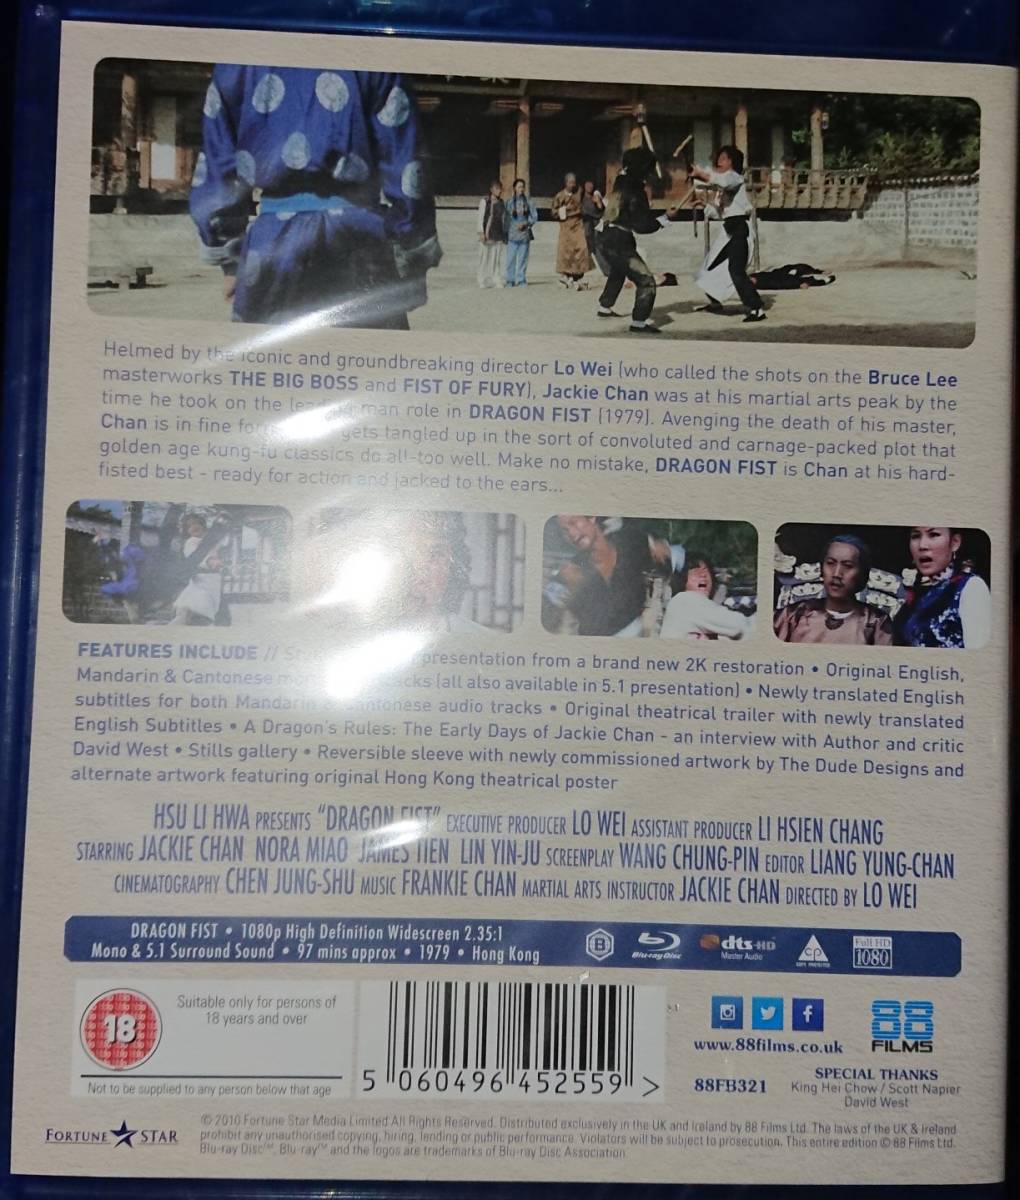 Helmed by the iconic and groundbreaking director Lo Wei (who called the shots on the Bruce Lee
masterworks THE BIG BOSS and FIST OF FURY), Jackie Chan was at his martial arts peak by the
time he took on the leading man role in DRAGON FIST (1979). Avenging the death of his master,
Chan is in fine gets tangled up in the sort of convoluted and carnage-packed plot that
golden age kung-fu classics do all-too well. Make no mistake, DRAGON FIST is Chan at his hard-
fisted best - ready for action and jacked to the ears...
FEATURES INCLUDE // presentation from a brand new 2K restoration • Original English,
Mandarin & Cantonese (all also available in 5.1 presentation) • Newly translated English
subtitles for both Mandarin & Cantonese audio tracks • Original theatrical trailer with newly translated
English Subtitles • A Dragon's Rules: The Early Days of Jackie Chan - an interview with Author and critic
David West • Stills gallery • Reversible sleeve with newly commissioned artwork by The Dude Designs and
alternate artwork featuring original Hong Kong theatrical poster
HSU LI HWA PRESENTS "DRAGON FIST" EXECUTIVE PRODUCER LO WEI ASSISTANT PRODUCER LI HSIEN CHANG
STARRING JACKIE CHAN NORA MIAO JAMES TIEN LIN YIN-JU SCREENPLAY WANG CHUNG-PIN EDITOR LIANG YUNG-CHAN
CINEMATOGRAPHY CHEN JUNG-SHU MUSIC FRANKIE CHAN MARTIAL ARTS INSTRUCTOR JACKIE CHAN DIRECTED BY LO WEI
DRAGON FIST • 1080p High Definition Widescreen 2.35:1
Mono & 5.1 Surround Sound • 97 mins approx • 1979 • Hong Kong
B
Blu-ray Disc
dts-HD
Master Audio
CP
COPY PROTECTED
Full HD
1080
18
Suitable only for persons of
18 years and over
Not to be supplied to any person below that age
5 060496 452559 >
www.88films.co.uk
88
FILMS
88FB321
SPECIAL THANKS
King Hei Chow / Scott Napier
David West
FORTUNE STAR
© 2010 Fortune Star Media Limited All Rights Reserved. Distributed exclusively in the UK and Ireland by 88 Films Ltd. The laws of the UK & Ireland
prohibit any unauthorised copying, hiring, lending or public performance. Violators will be subject to prosecution. This entire edition © 88 Films Ltd.
Blu-ray Disc™, Blu-ray™ and the logos are trademarks of Blu-ray Disc Association.